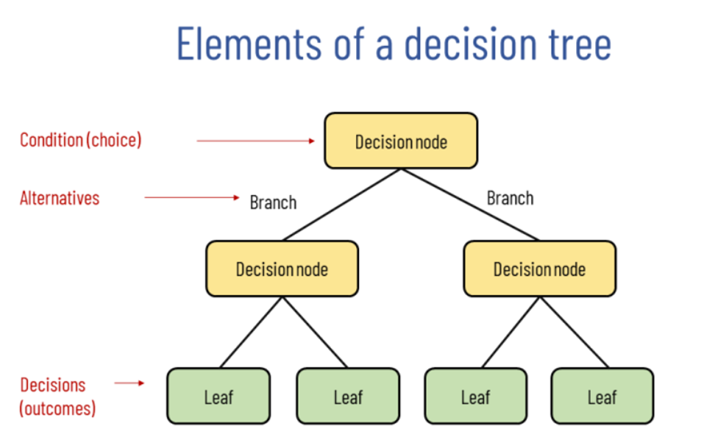 Elements of a decision tree
Condition (choice)
Decision node
Alternatives
Branch
Branch
Decision node
Decision node
Decisions
(outcomes)
Leaf
Leaf
Leaf
Leaf